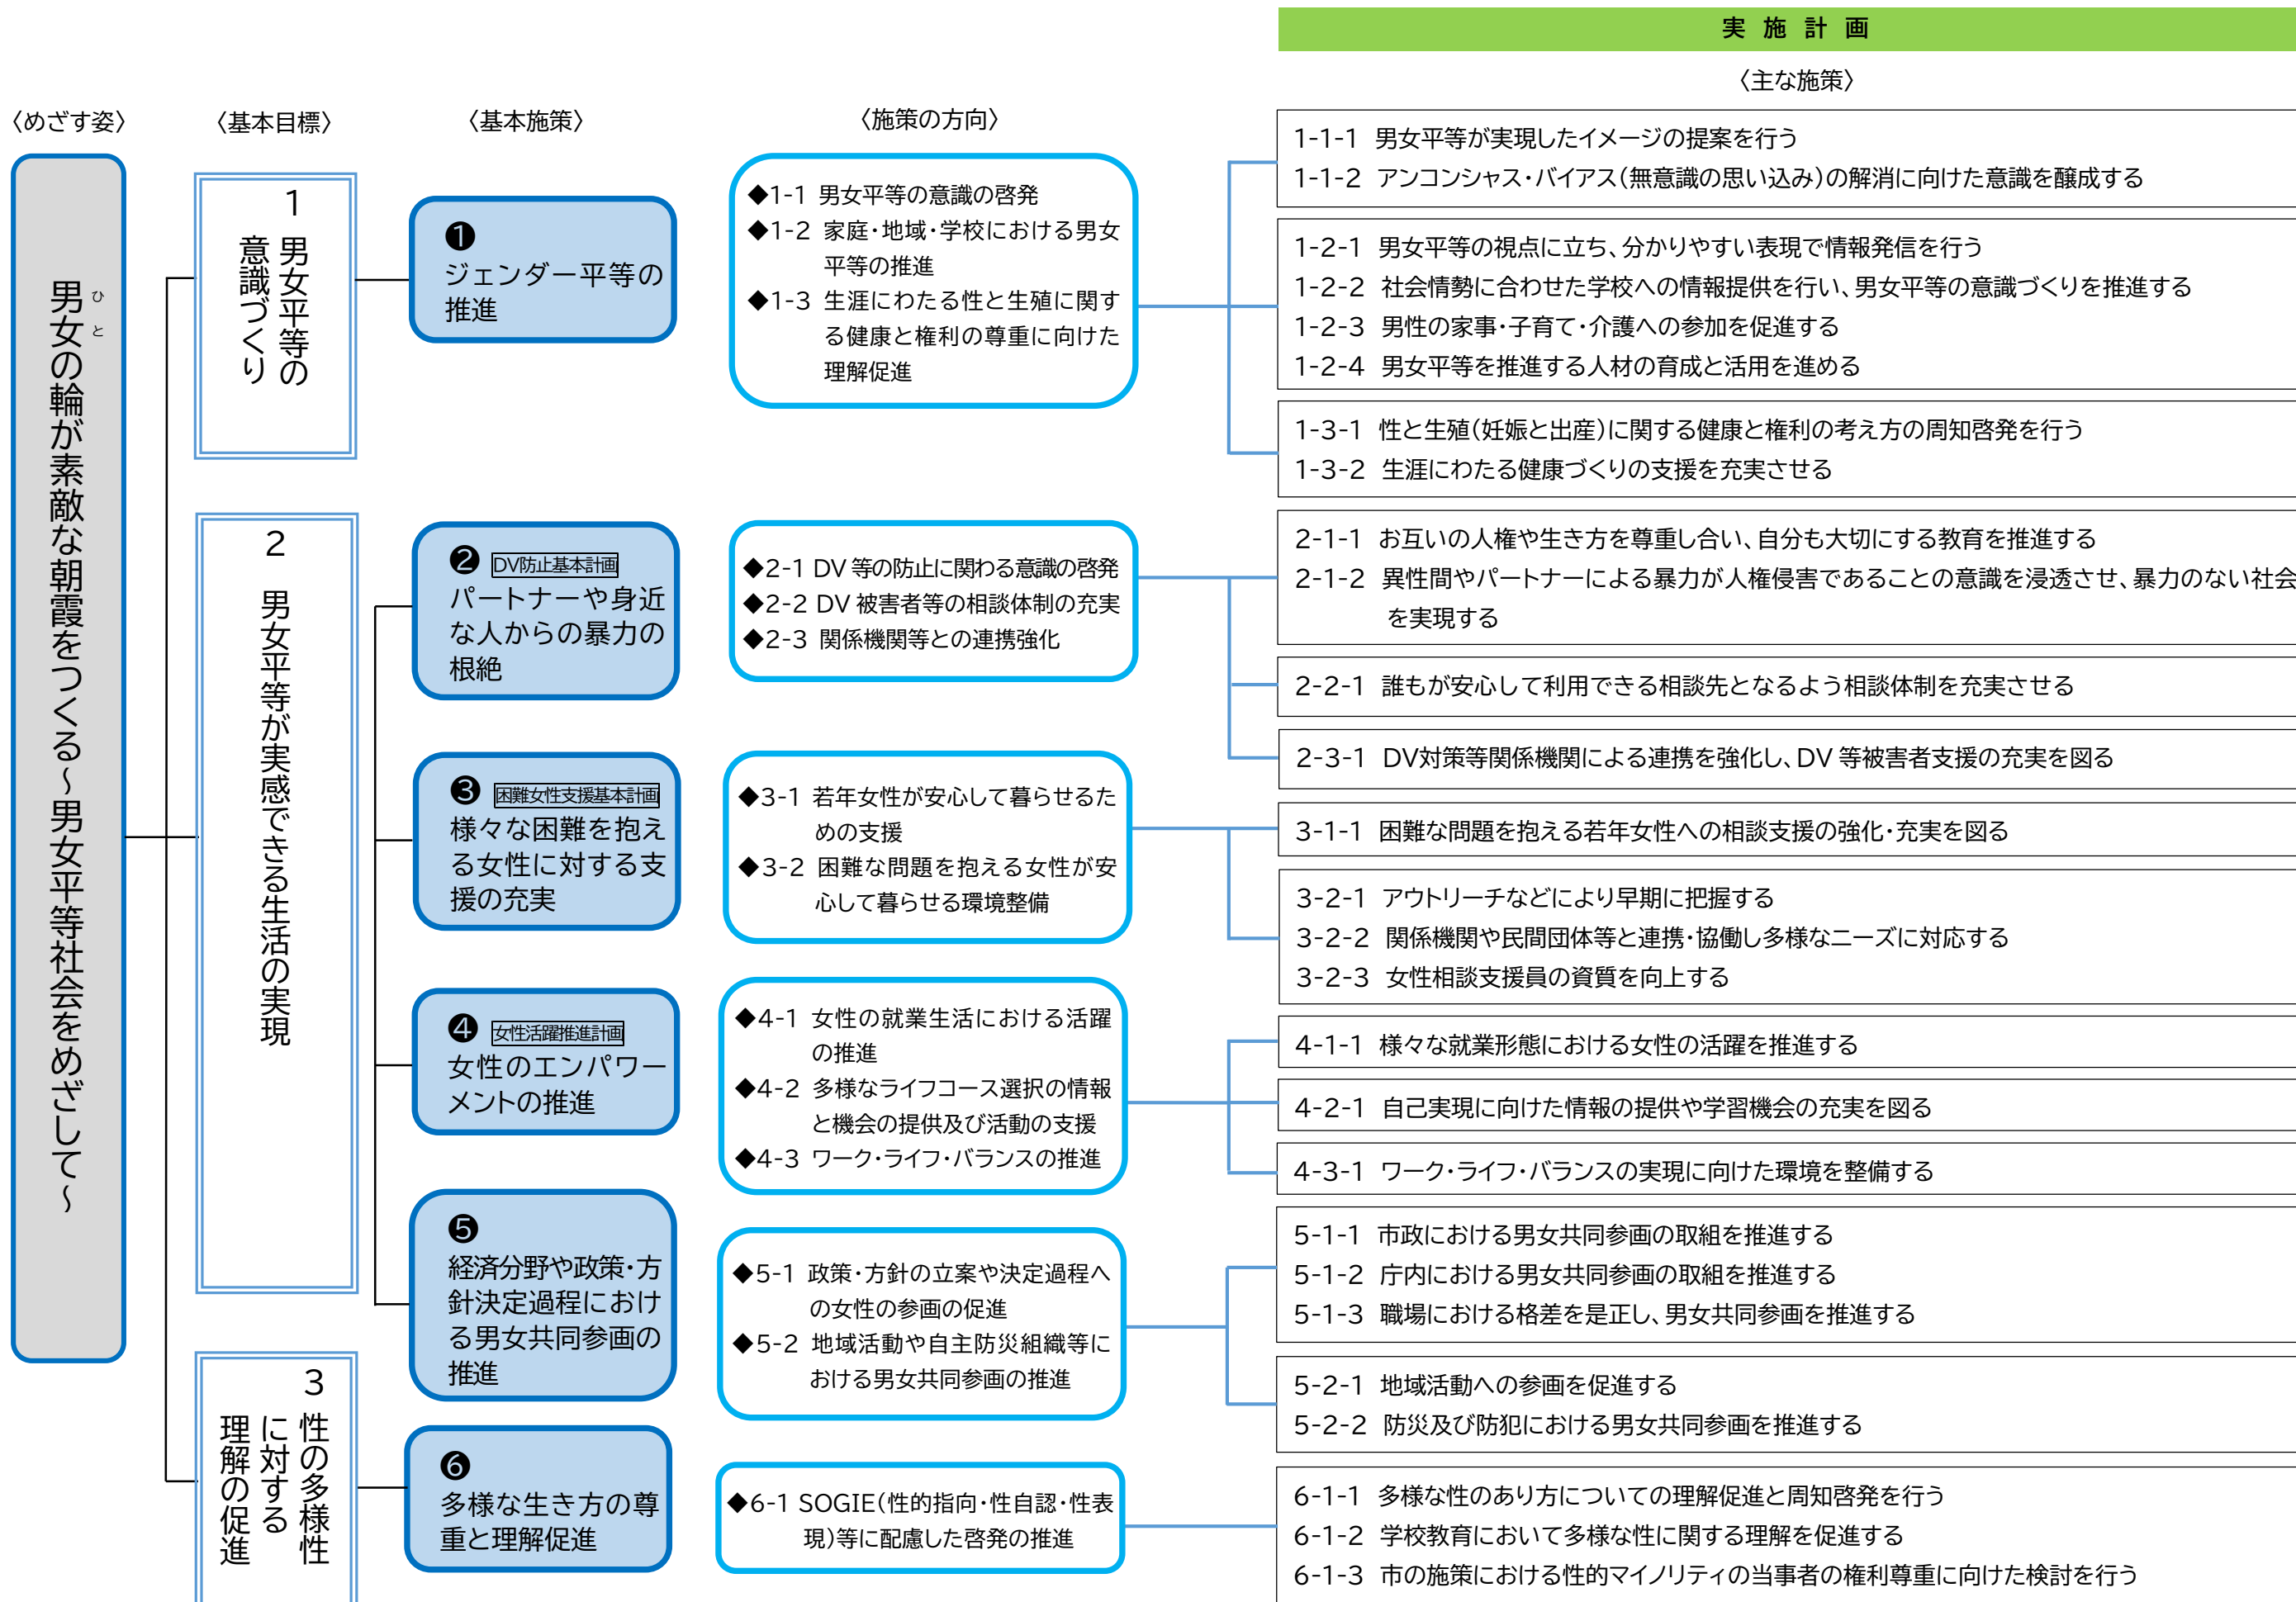 実 施 計 画
〈主な施策〉
〈めざす姿〉
〈基本目標〉
〈基本施策〉
〈施策の方向〉
男女の輪が素敵な朝霞をつくる～男女平等社会をめざして～
ひ と
1 男女平等の
意識づくり
❶
ジェンダー平等の
推進
◆1-1 男女平等の意識の啓発
◆1-2 家庭・地域・学校における男女
平等の推進
◆1-3 生涯にわたる性と生殖に関す
る健康と権利の尊重に向けた
理解促進
1-1-1 男女平等が実現したイメージの提案を行う
1-1-2 アンコンシャス・バイアス(無意識の思い込み)の解消に向けた意識を醸成する
1-2-1 男女平等の視点に立ち、分かりやすい表現で情報発信を行う
1-2-2 社会情勢に合わせた学校への情報提供を行い、男女平等の意識づくりを推進する
1-2-3 男性の家事・子育て・介護への参加を促進する
1-2-4 男女平等を推進する人材の育成と活用を進める
1-3-1 性と生殖(妊娠と出産)に関する健康と権利の考え方の周知啓発を行う
1-3-2 生涯にわたる健康づくりの支援を充実させる
2 男女平等が実感できる生活の実現
❷ DV防止基本計画
パートナーや身近
な人からの暴力の
根絶
◆2-1 DV 等の防止に関わる意識の啓発
◆2-2 DV 被害者等の相談体制の充実
◆2-3 関係機関等との連携強化
2-1-1 お互いの人権や生き方を尊重し合い、自分も大切にする教育を推進する
2-1-2 異性間やパートナーによる暴力が人権侵害であることの意識を浸透させ、暴力のない社会
を実現する
2-2-1 誰もが安心して利用できる相談先となるよう相談体制を充実させる
2-3-1 DV対策等関係機関による連携を強化し、DV 等被害者支援の充実を図る
❸ 困難女性支援基本計画
様々な困難を抱え
る女性に対する支
援の充実
◆3-1 若年女性が安心して暮らせるた
めの支援
◆3-2 困難な問題を抱える女性が安
心して暮らせる環境整備
3-1-1 困難な問題を抱える若年女性への相談支援の強化・充実を図る
3-2-1 アウトリーチなどにより早期に把握する
3-2-2 関係機関や民間団体等と連携・協働し多様なニーズに対応する
3-2-3 女性相談支援員の資質を向上する
❹ 女性活躍推進計画
女性のエンパワー
メントの推進
◆4-1 女性の就業生活における活躍
の推進
◆4-2 多様なライフコース選択の情報
と機会の提供及び活動の支援
◆4-3 ワーク・ライフ・バランスの推進
4-1-1 様々な就業形態における女性の活躍を推進する
4-2-1 自己実現に向けた情報の提供や学習機会の充実を図る
4-3-1 ワーク・ライフ・バランスの実現に向けた環境を整備する
❺
経済分野や政策・方
針決定過程におけ
る男女共同参画の
推進
◆5-1 政策・方針の立案や決定過程へ
の女性の参画の促進
◆5-2 地域活動や自主防災組織等に
おける男女共同参画の推進
5-1-1 市政における男女共同参画の取組を推進する
5-1-2 庁内における男女共同参画の取組を推進する
5-1-3 職場における格差を是正し、男女共同参画を推進する
5-2-1 地域活動への参画を促進する
5-2-2 防災及び防犯における男女共同参画を推進する
3 性の多様性
に対する
理解の促進
❻
多様な生き方の尊
重と理解促進
◆6-1 SOGIE(性的指向・性自認・性表
現)等に配慮した啓発の推進
6-1-1 多様な性のあり方についての理解促進と周知啓発を行う
6-1-2 学校教育において多様な性に関する理解を促進する
6-1-3 市の施策における性的マイノリティの当事者の権利尊重に向けた検討を行う